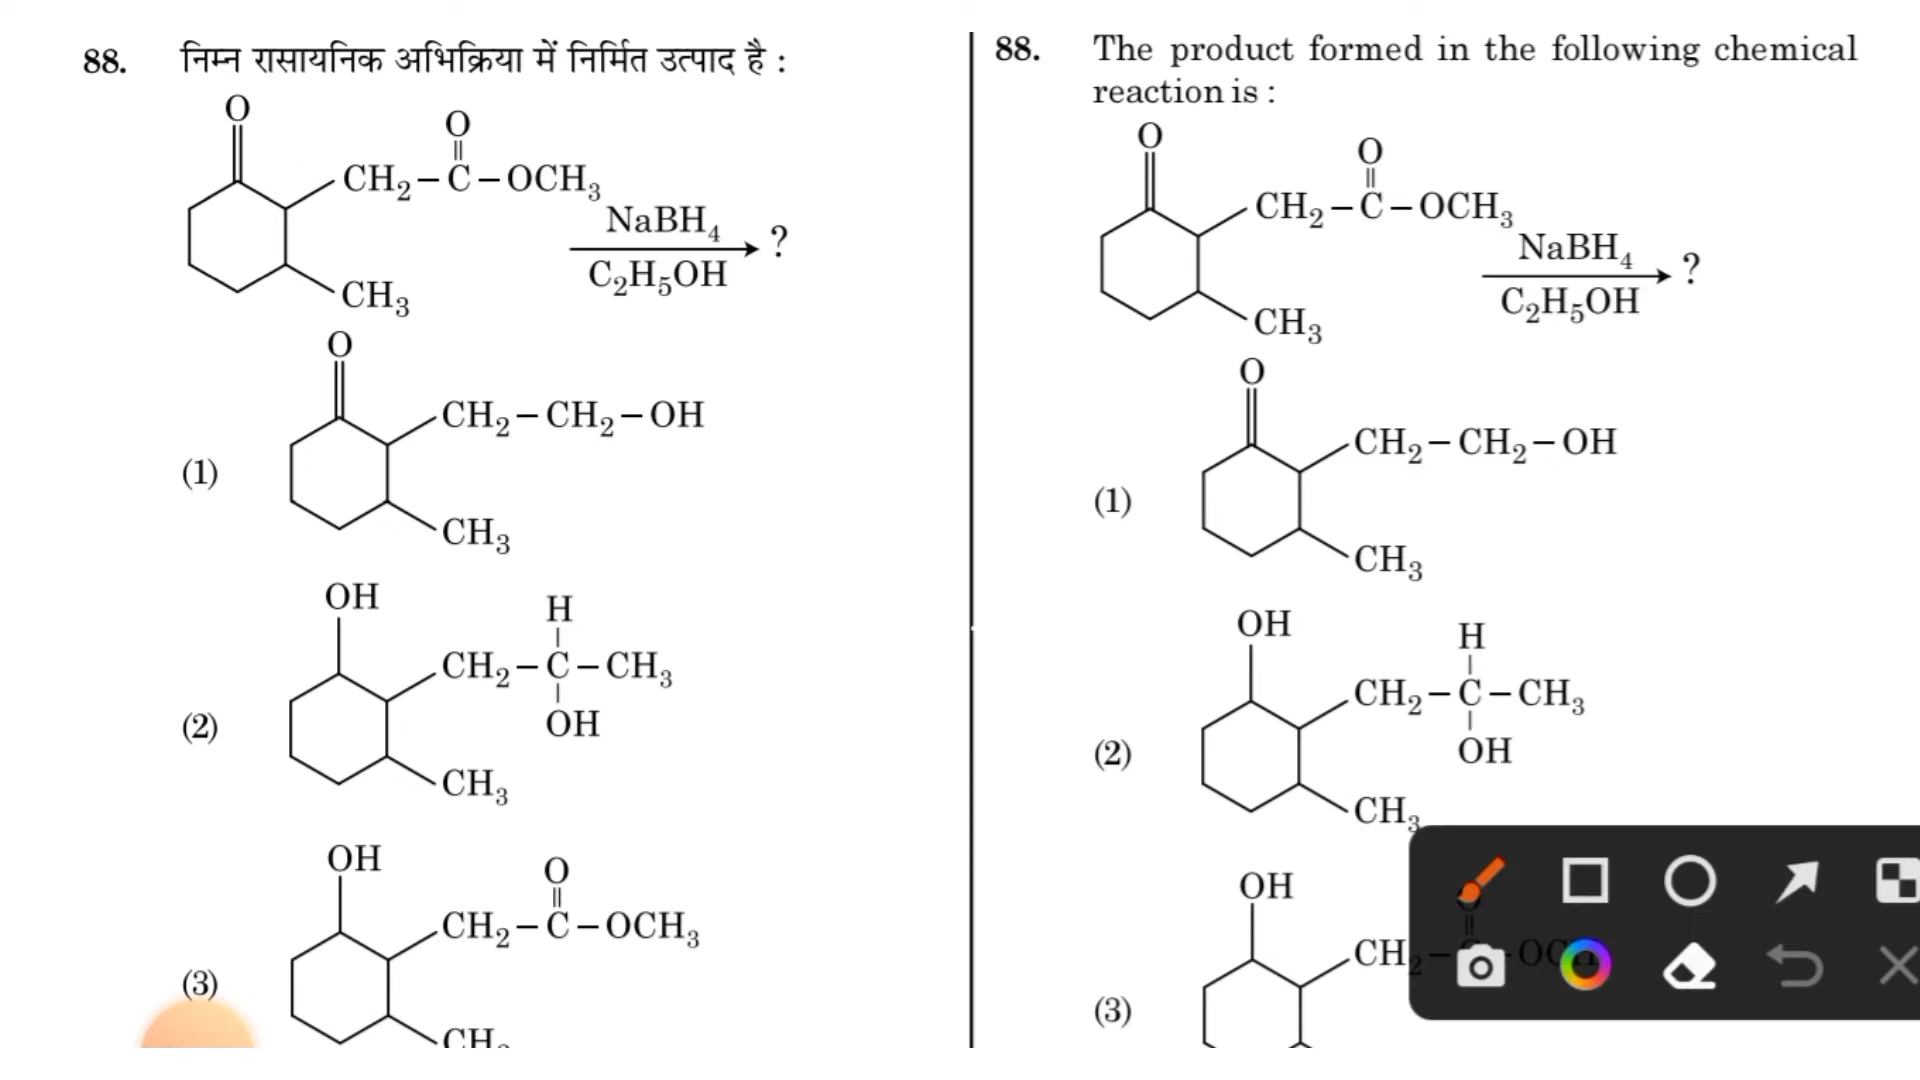 88. निम्न रासायनिक अभिक्रिया में निर्मित उत्पाद है :
O
O
CH₂–C–OCH₃
NaBH₄
?
C₂H₅OH
CH₃
O
CH₂–CH₂–OH
(1)
CH₃
OH
H
CH₂–C–CH₃
(2)
OH
CH₃
OH
O
CH₂–C–OCH₃
(3)
88. The product formed in the following chemical
reaction is :
O
O
CH₂–C–OCH₃
NaBH₄
?
C₂H₅OH
CH₃
O
CH₂–CH₂–OH
(1)
CH₃
OH
H
CH₂–C–CH₃
(2)
OH
CH₃
OH
CH₂–
(3)